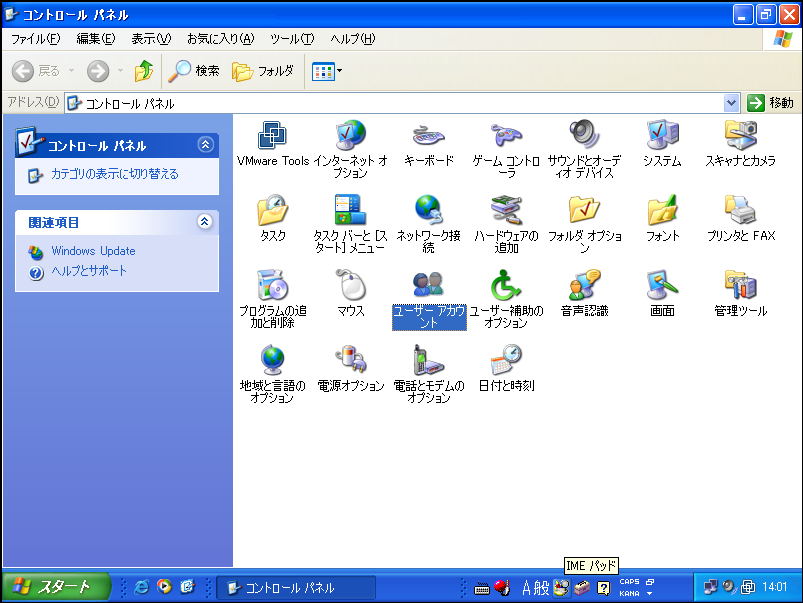 コントロール パネル
ファイル(F) 編集(E) 表示(V) お気に入り(A) ツール(T) ヘルプ(H)
戻る 検索 フォルダ
アドレス(D) コントロール パネル 移動
コントロール パネル
カテゴリの表示に切り替える
関連項目
Windows Update
ヘルプとサポート
VMware Tools
インターネット オ
プション
キーボード
ゲーム コントロ
ーラ
サウンドとオーデ
ィオ デバイス
システム
スキャナとカメラ
タスク
タスク バーと [ス
タート] メニュー
ネットワーク接
続
ハードウェアの
追加
フォルダ オプショ
ン
フォント
プリンタと FAX
プログラムの追
加と削除
マウス
ユーザー アカウ
ント
ユーザー補助の
オプション
音声認識
画面
管理ツール
地域と言語の
オプション
電源オプション
電話とモデムの
オプション
日付と時刻
IME パッド
スタート
コントロール パネル
A 般
CAPS
KANA
14:01